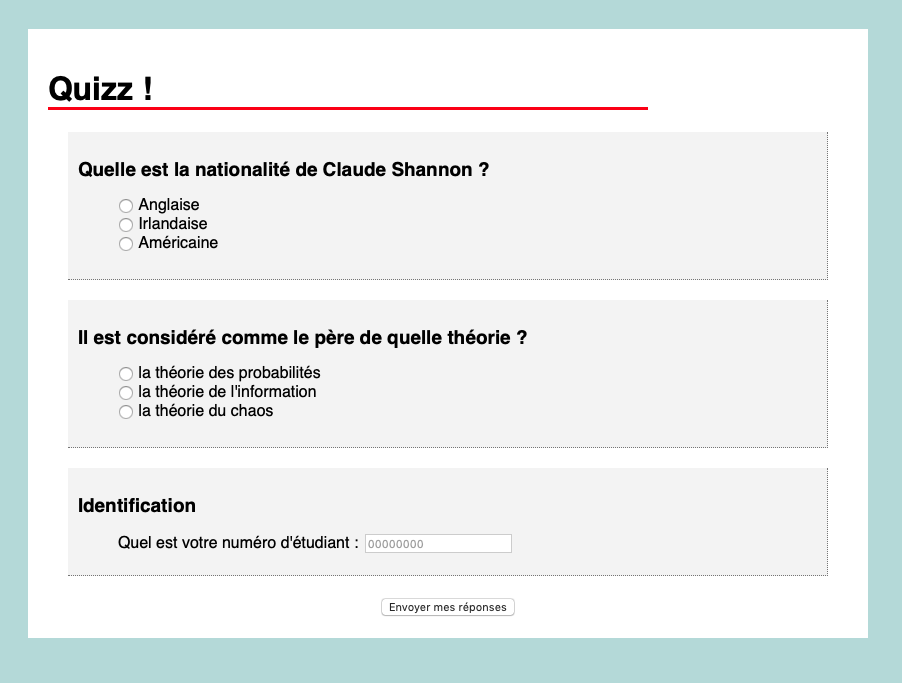 Quizz !
Quelle est la nationalité de Claude Shannon ?
Anglaise
Irlandaise
Américaine
Il est considéré comme le père de quelle théorie ?
la théorie des probabilités
la théorie de l'information
la théorie du chaos
Identification
Quel est votre numéro d'étudiant : 00000000
Envoyer mes réponses